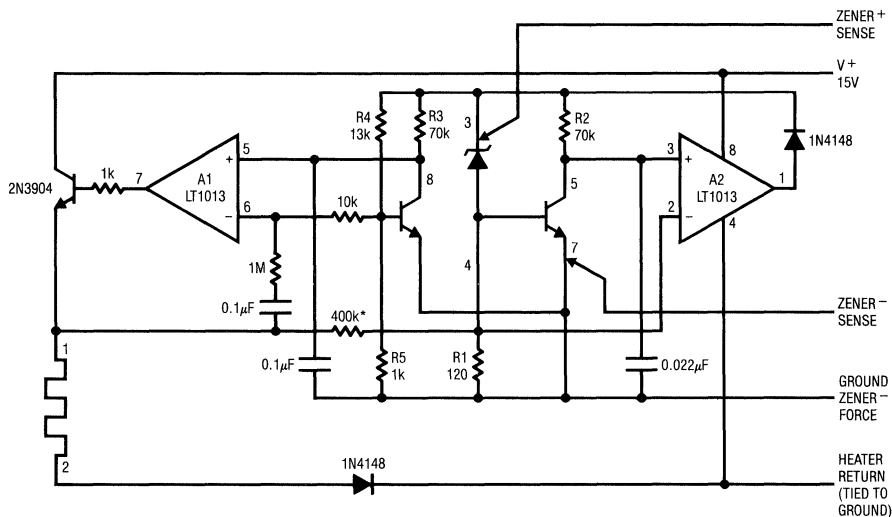 ZENER+
SENSE
V+
15V
R4
13k
R3
70k
3
R2
70k
1N4148
5
A1
LT1013
+
8
5
3
+
A2
LT1013
8
1
2N3904
1k
7
6
−
10k
2
−
4
7
1M
4
0.1µF
400k*
ZENER−
SENSE
1
0.1µF
R5
1k
R1
120
0.022µF
GROUND
ZENER−
FORCE
2
1N4148
HEATER
RETURN
(TIED TO
GROUND)